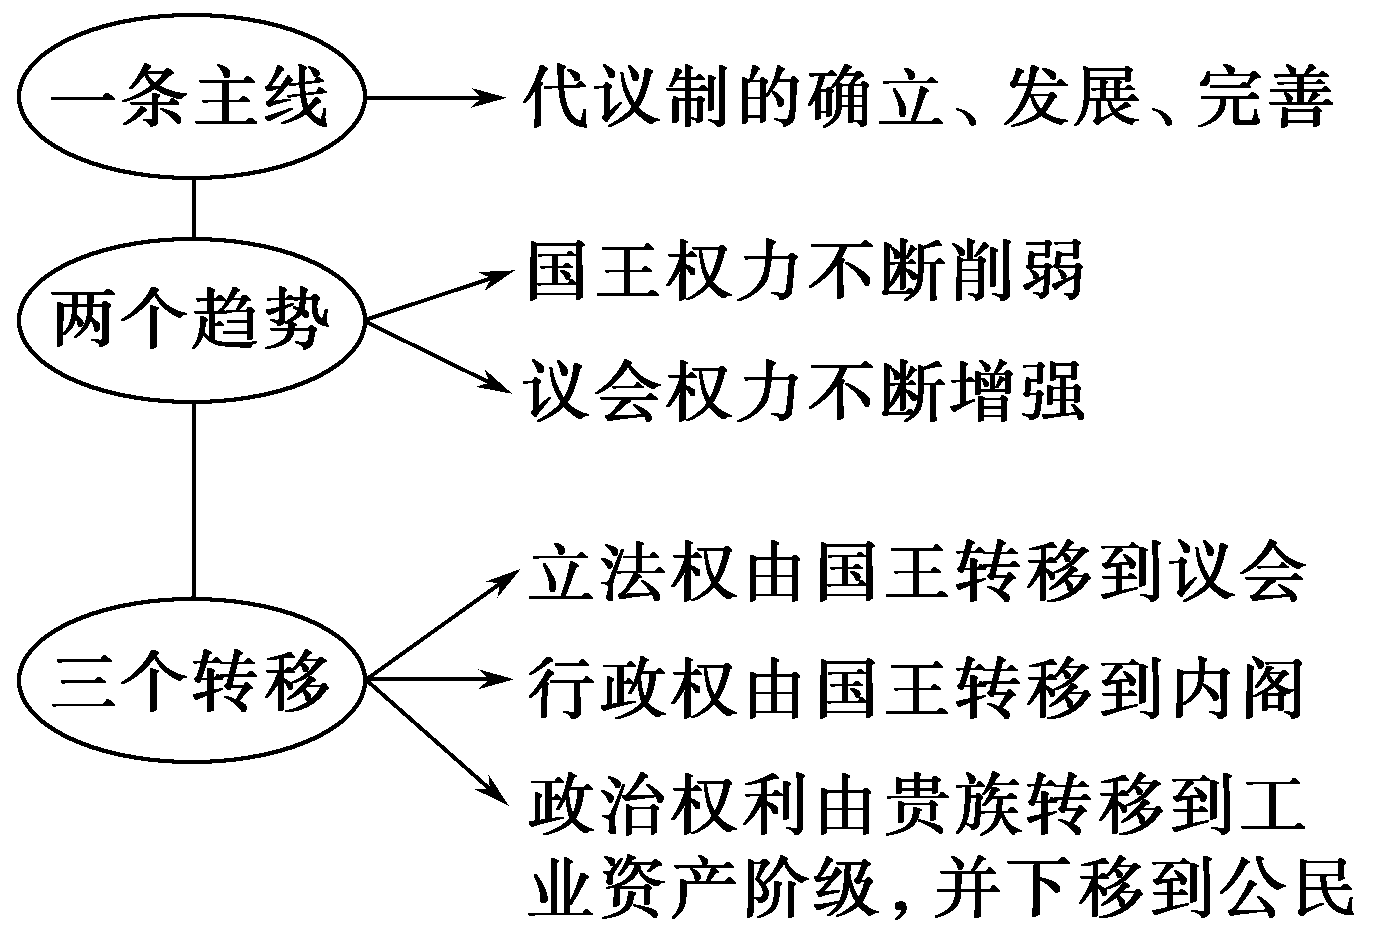 一条主线
代议制的确立、发展、完善
两个趋势
国王权力不断削弱
议会权力不断增强
三个转移
立法权由国王转移到议会
行政权由国王转移到内阁
政治权利由贵族转移到工
业资产阶级,并下移到公民